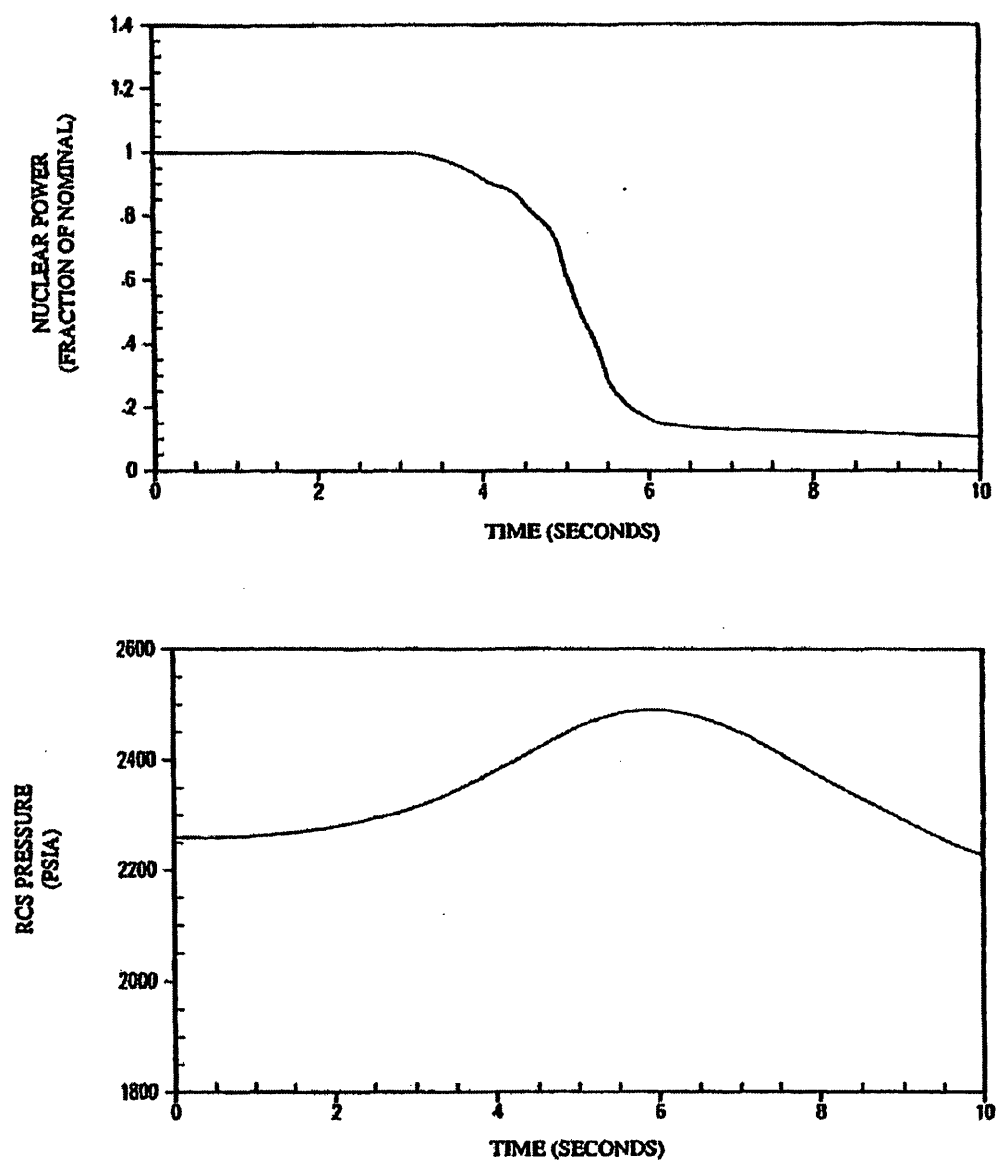 1.4
1.2
1
.8
.6
.4
.2
0
NUCLEAR POWER
(FRACTION OF NOMINAL)
0 2 4 6 8 10
TIME (SECONDS)
2600
2400
2200
2000
1800
RCS PRESSURE
(PSIA)
0 2 4 6 8 10
TIME (SECONDS)